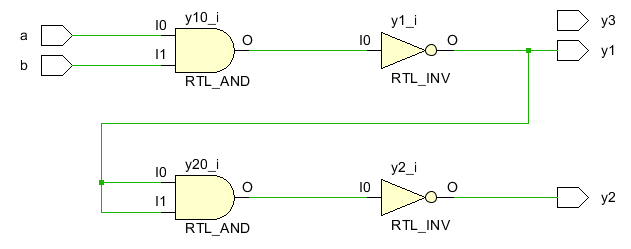 y10_i
y1_i
y3
a
I0
O
I0
O
y1
b
I1
RTL_AND
RTL_INV
y20_i
y2_i
I0
O
I0
O
y2
I1
RTL_AND
RTL_INV